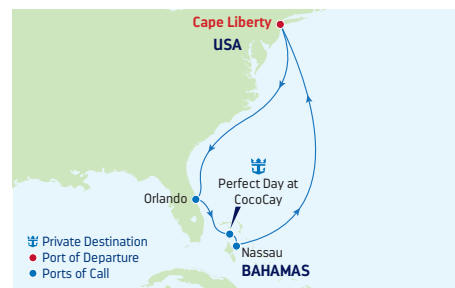 Cape Liberty
USA
Perfect Day at
CocoCay
Orlando
Nassau
BAHAMAS
Private Destination
Port of Departure
Ports of Call